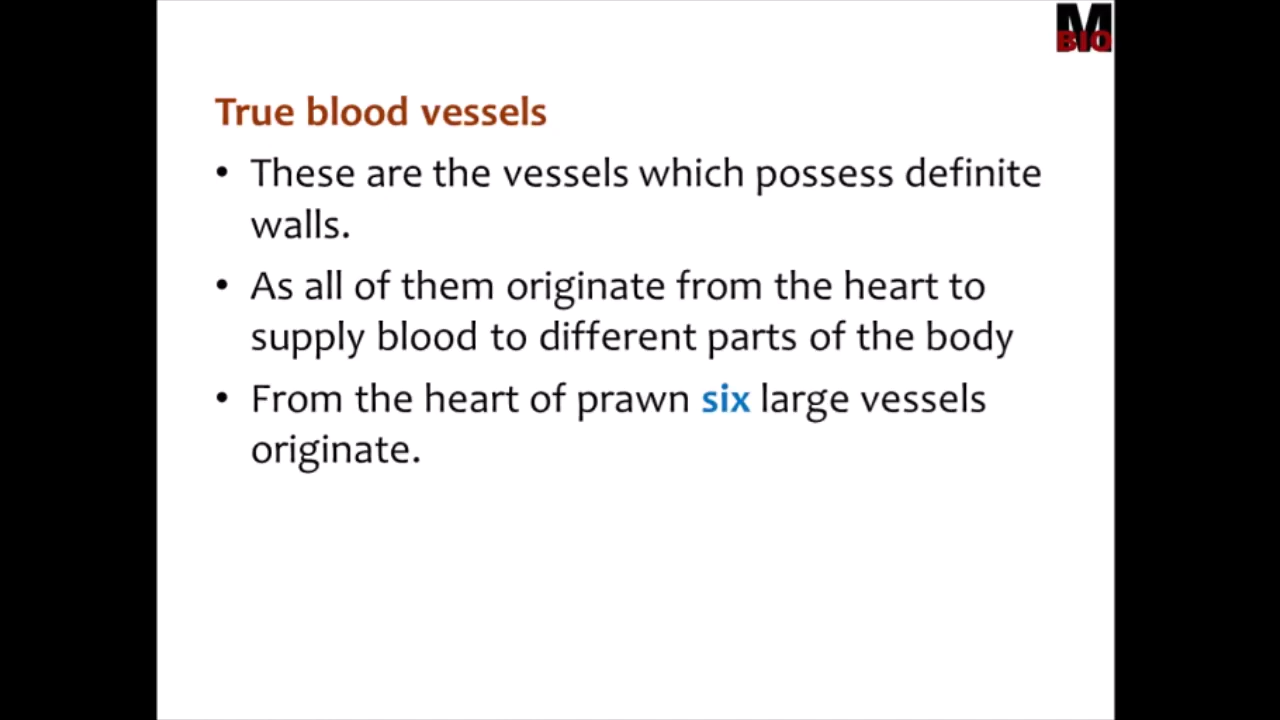 M
BIO
True blood vessels
• These are the vessels which possess definite
walls.
• As all of them originate from the heart to
supply blood to different parts of the body
• From the heart of prawn six large vessels
originate.